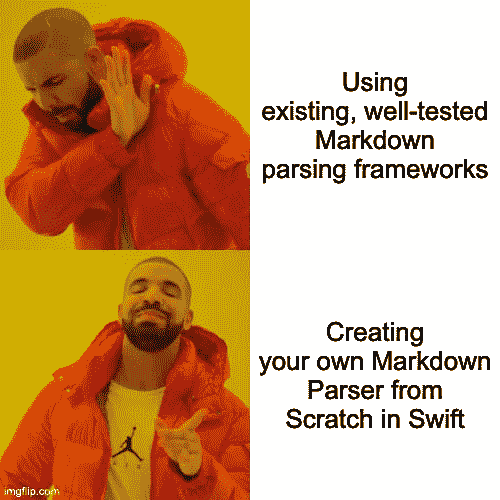 Using
existing, well-tested
Markdown
parsing frameworks
Creating
your own Markdown
Parser from
Scratch in Swift
imgflip.com